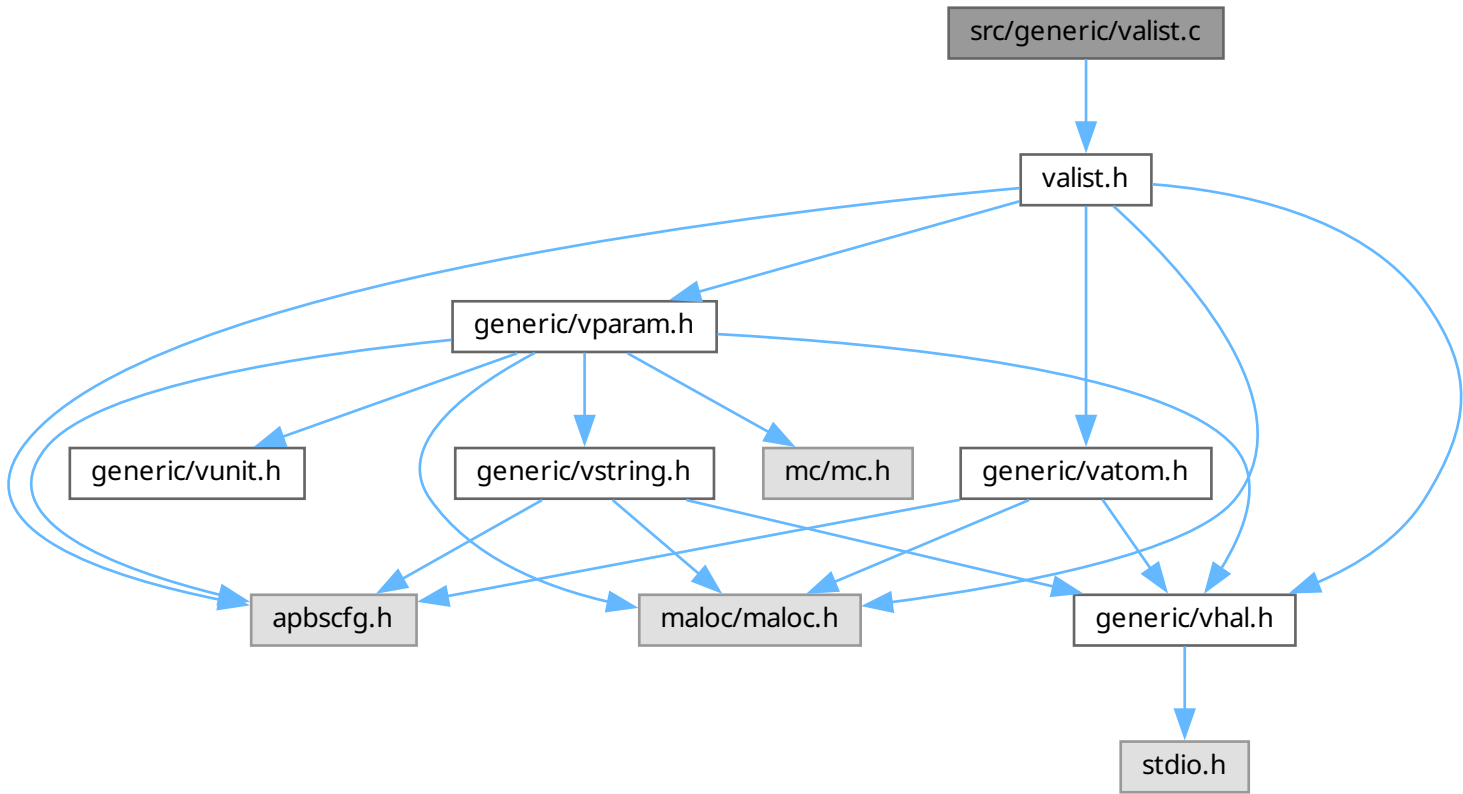 src/generic/valist.c
valist.h
generic/vparam.h
generic/vunit.h
generic/vstring.h
mc/mc.h
generic/vatom.h
apbscfg.h
maloc/maloc.h
generic/vhal.h
stdio.h